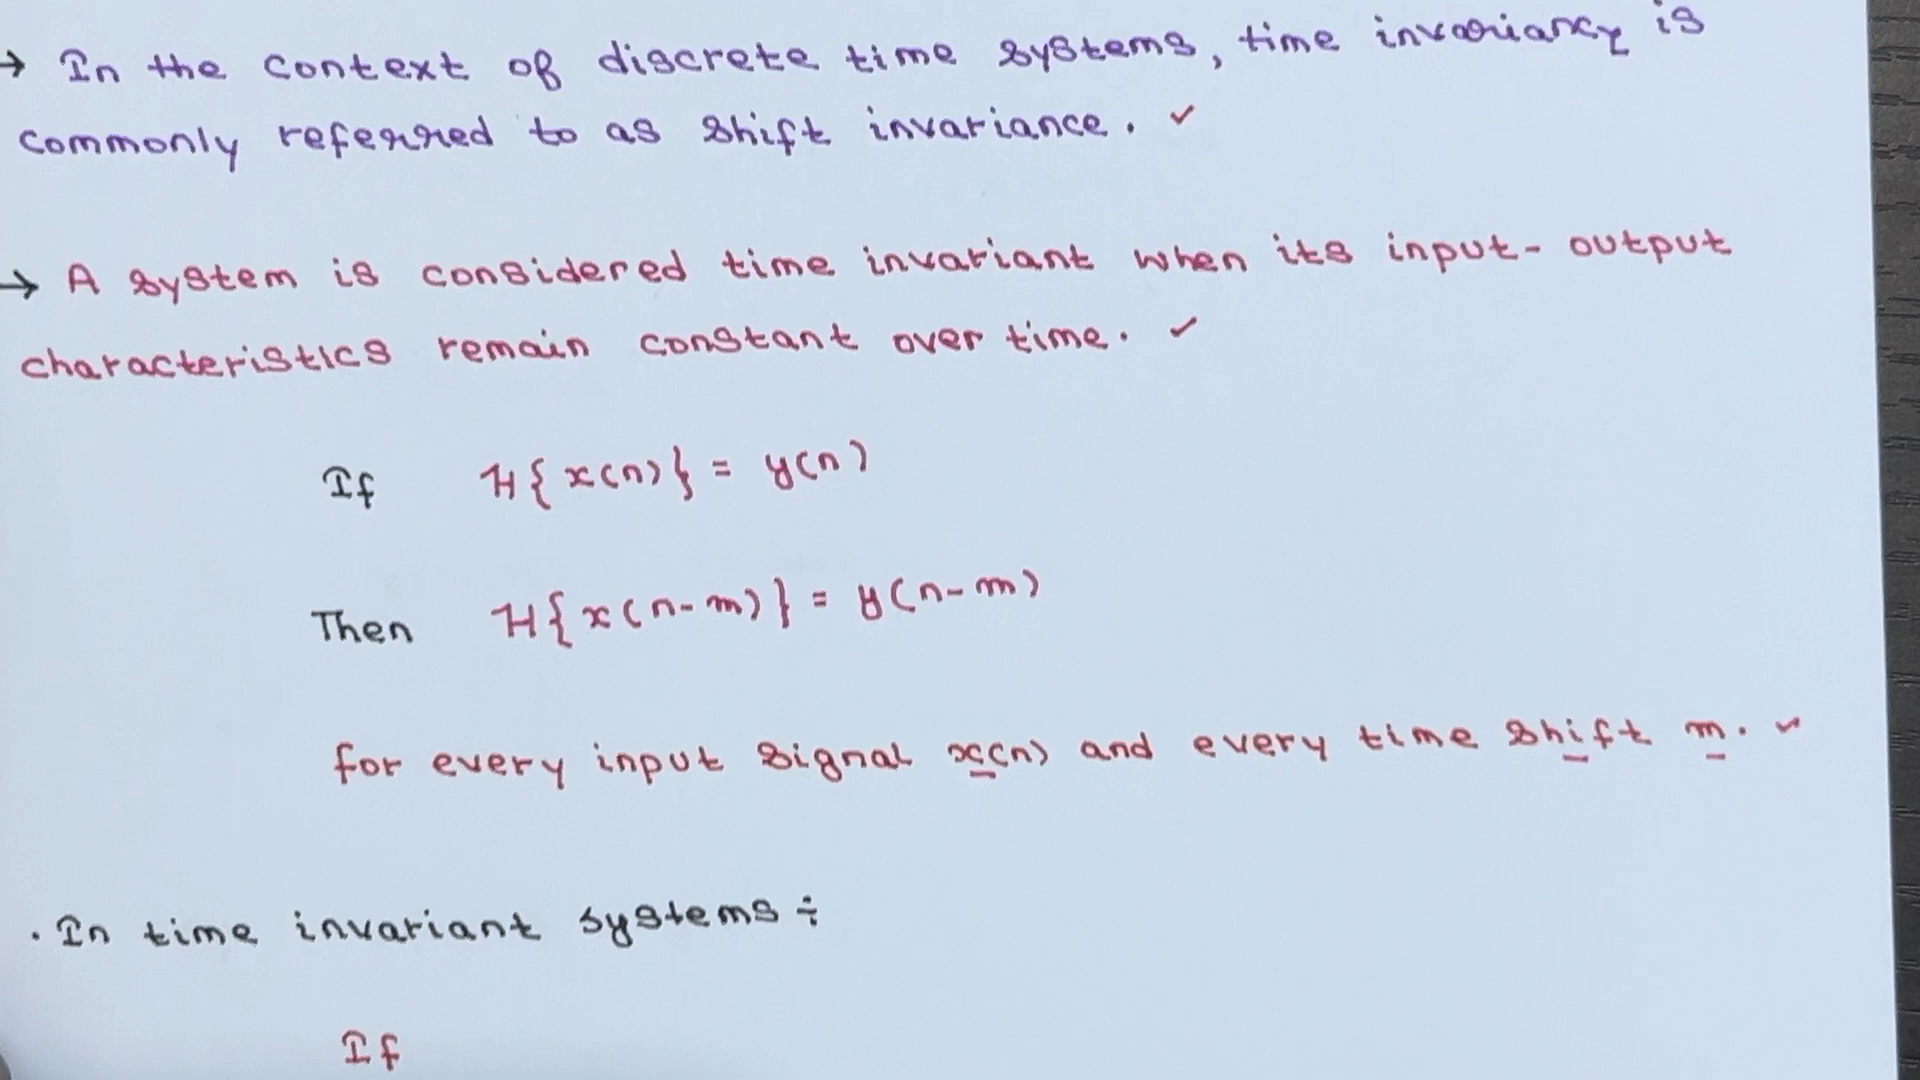 → In the context of discrete time systems, time invariancy is
commonly referred to as shift invariance. ✓
→ A system is considered time invariant when its input-output
characteristics remain constant over time. ✓
If H{x(n)} = y(n)
Then H{x(n-m)} = y(n-m)
for every input signal x(n) and every time shift m. ✓
. In time invariant systems ÷
If